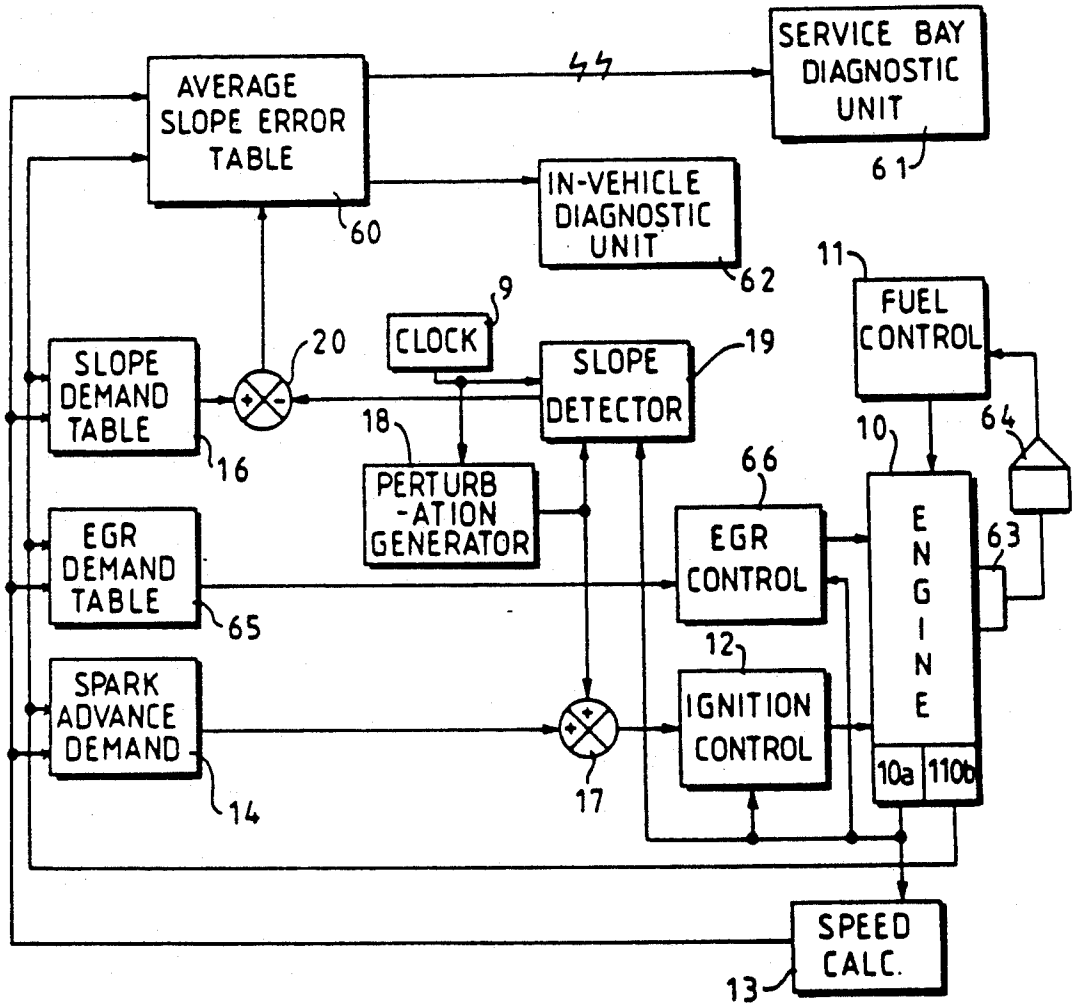 SERVICE BAY
DIAGNOSTIC
UNIT
61
AVERAGE
SLOPE ERROR
TABLE
60
IN-VEHICLE
DIAGNOSTIC
UNIT
62
11
FUEL
CONTROL
9
CLOCK
20
+ -
SLOPE
DETECTOR
19
SLOPE
DEMAND
TABLE
16
18
PERTURB
-ATION
GENERATOR
10
64
66
EGR
CONTROL
ENGINE
63
EGR
DEMAND
TABLE
65
12
IGNITION
CONTROL
SPARK
ADVANCE
DEMAND
14
+
+
17
10a
110b
SPEED
CALC.
13